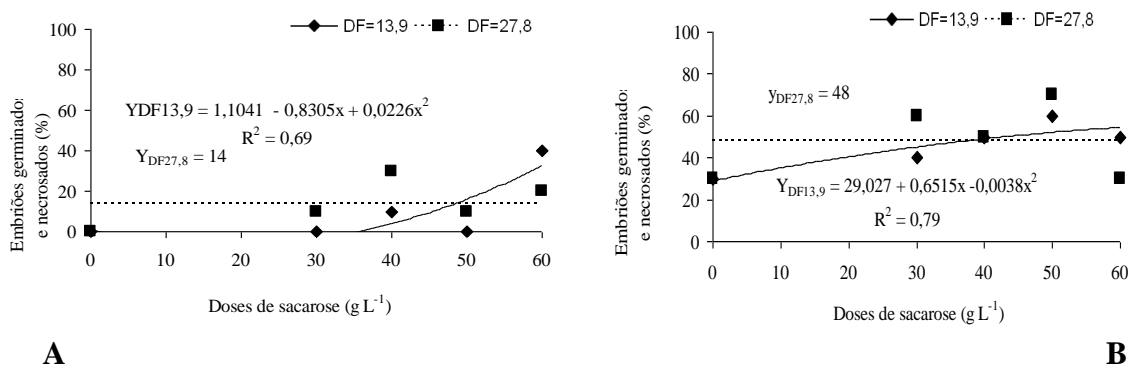 DF=13,9 DF=27,8
100
80
60
40
20
0
0 10 20 30 40 50 60
Embriões germinado:
e necrosados (%)
YDF13,9 = 1,1041 - 0,8305x + 0,0226x²
R² = 0,69
Y_DF27,8 = 14
Doses de sacarose (g L⁻¹)
A
DF=13,9 DF=27,8
100
80
60
40
20
0
0 10 20 30 40 50 60
Embriões germinado:
e necrosados (%)
y_DF27,8 = 48
Y_DF13,9 = 29,027 + 0,6515x -0,0038x²
R² = 0,79
Doses de sacarose (g L⁻¹)
B